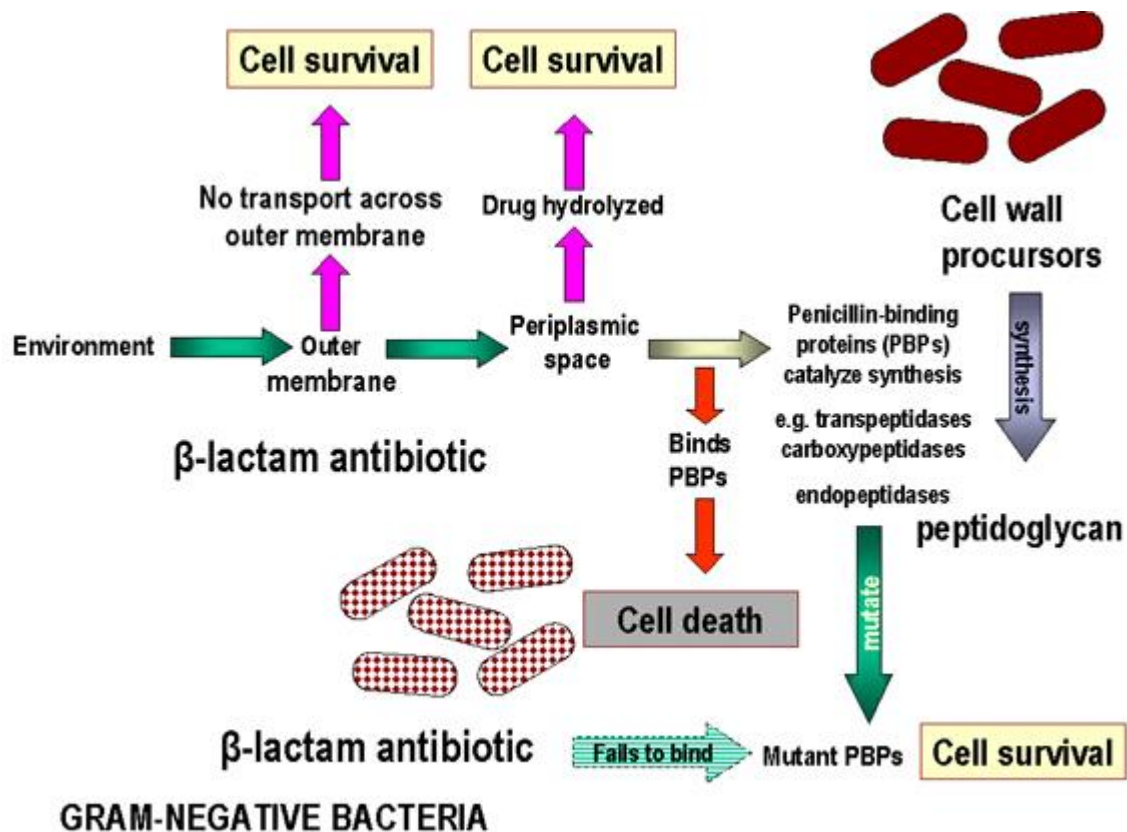 Cell survival
Cell survival
No transport across
outer membrane
Drug hydrolyzed
Cell wall
procursors
Environment
Outer
membrane
Periplasmic
space
Penicillin-binding
proteins (PBPs)
catalyze synthesis
e.g. transpeptidases
carboxypeptidases
endopeptidases
synthesis
β-lactam antibiotic
Binds
PBPs
peptidoglycan
Cell death
mutate
β-lactam antibiotic
Fails to bind
Mutant PBPs
Cell survival
GRAM-NEGATIVE BACTERIA